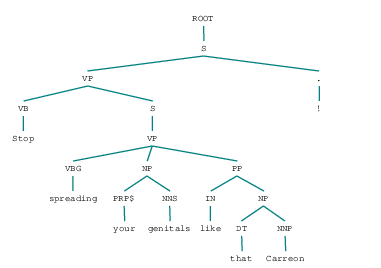 ROOT
S
VP .
VB S !
Stop VP
VBG NP PP
spreading PRP$ NNS IN NP
your genitals like DT NNP
that Carreon